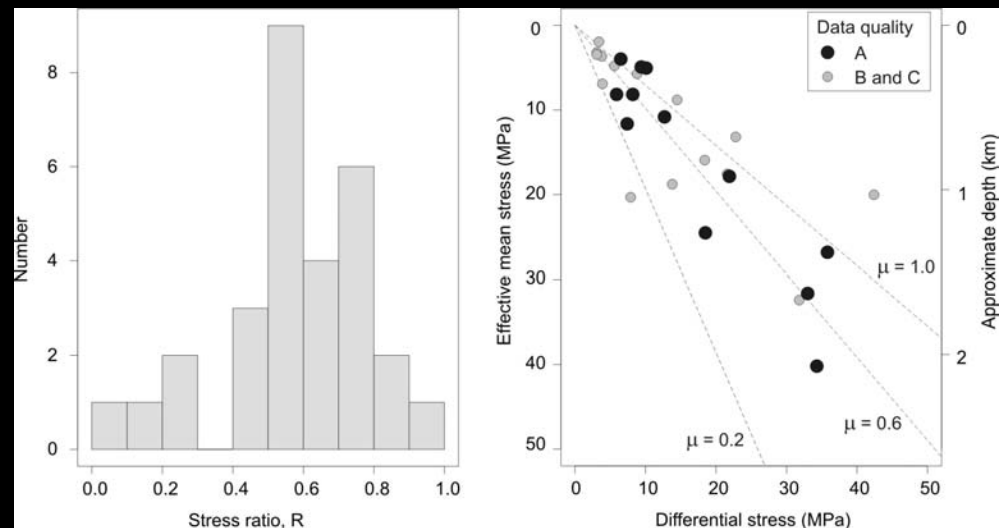 Number
8
6
4
2
0
0.0 0.2 0.4 0.6 0.8 1.0
Stress ratio, R
Effective mean stress (MPa)
0
10
20
30
40
50
Data quality
A
B and C
μ = 1.0
μ = 0.6
μ = 0.2
0
1
2
Approximate depth (km)
0 10 20 30 40 50
Differential stress (MPa)